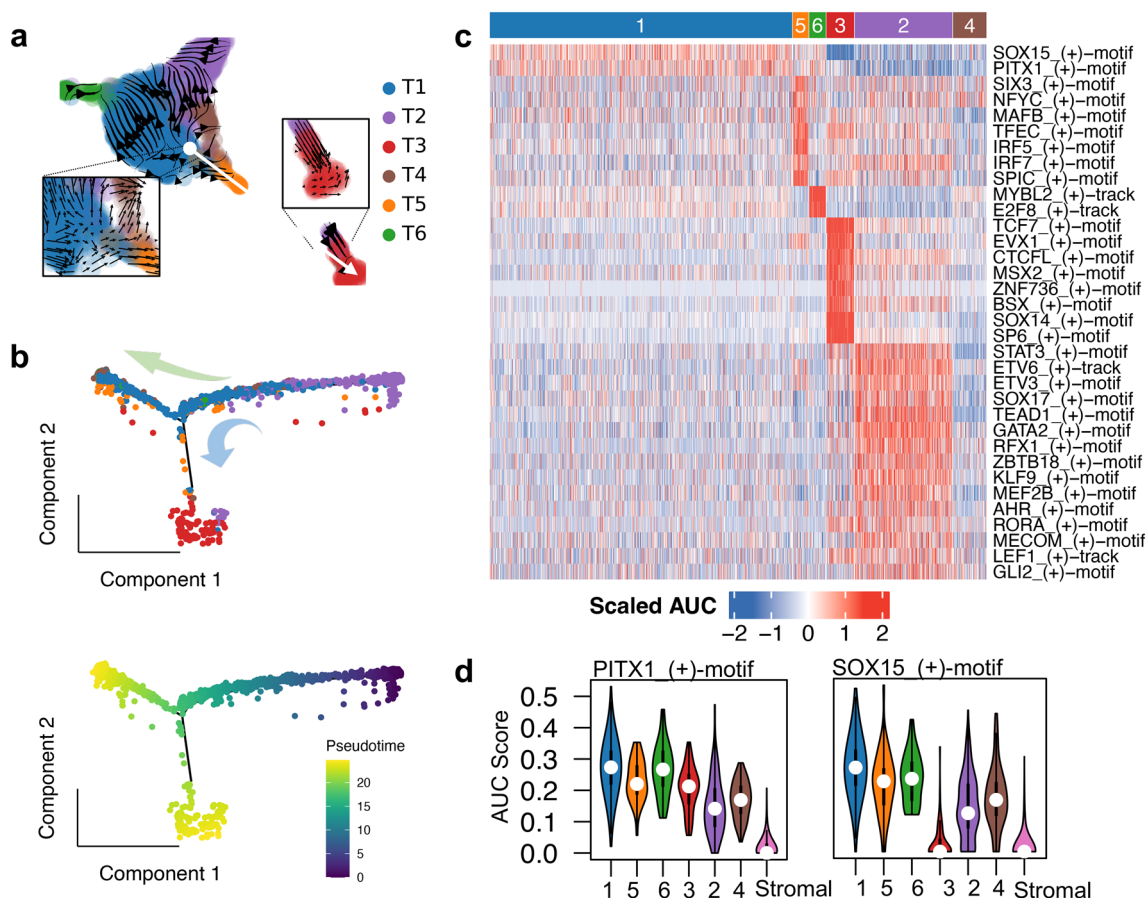 a
T1
T2
T3
T4
T5
T6
b
Component 2
Component 1
Component 2
Component 1
Pseudotime
20
15
10
5
0
c
1 5 6 3 2 4
SOX15_(+)−motif
PITX1_(+)−motif
SIX3_(+)−motif
NFYC_(+)−motif
MAFB_(+)−motif
TFEC_(+)−motif
IRF5_(+)−motif
IRF7_(+)−motif
SPIC_(+)−motif
MYBL2_(+)−track
E2F8_(+)−track
TCF7_(+)−motif
EVX1_(+)−motif
CTCFL_(+)−motif
MSX2_(+)−motif
ZNF736_(+)−motif
BSX_(+)−motif
SOX14_(+)−motif
SP6_(+)−motif
STAT3_(+)−motif
ETV6_(+)−track
ETV3_(+)−motif
SOX17_(+)−motif
TEAD1_(+)−motif
GATA2_(+)−motif
RFX1_(+)−motif
ZBTB18_(+)−motif
KLF9_(+)−motif
MEF2B_(+)−motif
AHR_(+)−motif
RORA_(+)−motif
MECOM_(+)−motif
LEF1_(+)−track
GLI2_(+)−motif
Scaled AUC
−2 −1 0 1 2
d
PITX1_(+)-motif
SOX15_(+)-motif
AUC Score
0.5
0.4
0.3
0.2
0.1
0.0
1 5 6 3 2 4 Stromal
1 5 6 3 2 4 Stromal